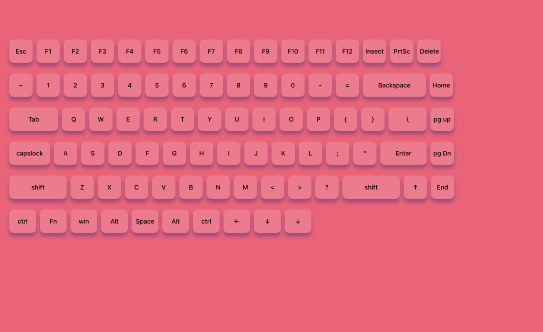 Esc F1 F2 F3 F4 F5 F6 F7 F8 F9 F10 F11 F12 insect PrtSc Delete
~ 1 2 3 4 5 6 7 8 9 0 - = Backspace Home
Tab Q W E R T Y U I O P ( ) \ pg up
capslock A S D F G H I J K L ; " Enter pg Dn
shift Z X C V B N M < > ? shift ↑ End
ctrl Fn win Alt Space Alt ctrl ← ↓ ↓